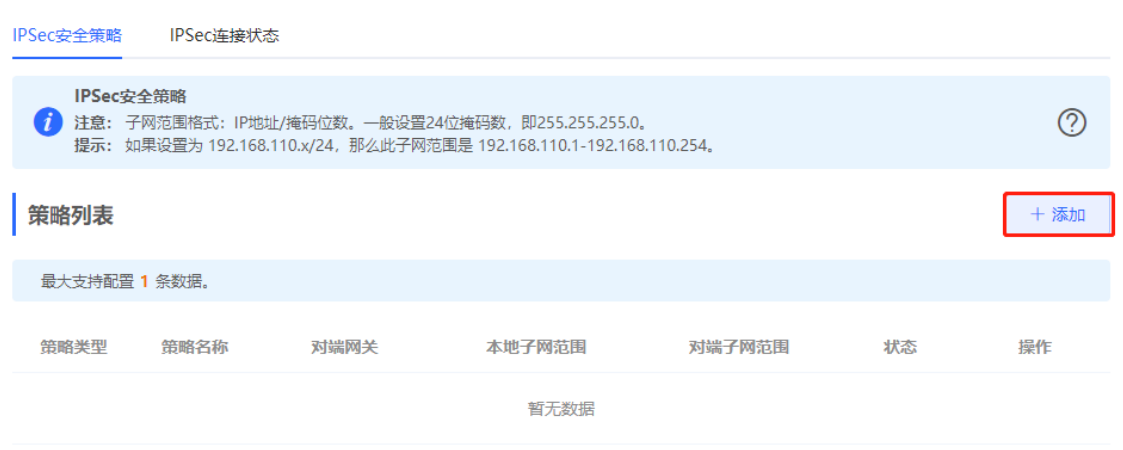 IPSec安全策略 IPSec连接状态
IPSec安全策略
注意： 子网范围格式：IP地址/掩码位数。一般设置24位掩码数，即255.255.255.0。
提示： 如果设置为 192.168.110.x/24，那么此子网范围是 192.168.110.1-192.168.110.254。
策略列表 + 添加
最大支持配置 1 条数据。
策略类型 策略名称 对端网关 本地子网范围 对端子网范围 状态 操作
暂无数据